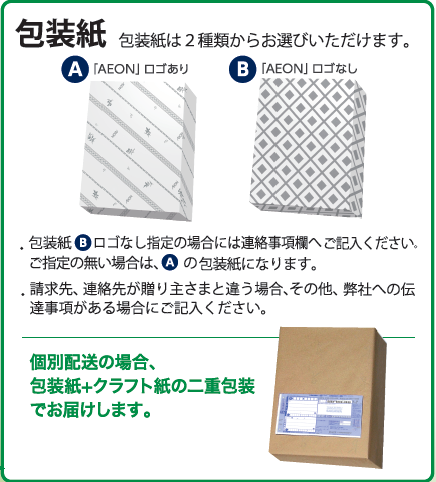 包装紙 包装紙は2種類からお選びいただけます。
A 「AEON」ロゴあり B 「AEON」ロゴなし
. 包装紙 B ロゴなし指定の場合には連絡事項欄へご記入ください。
ご指定の無い場合は、 A の包装紙になります。
. 請求先、連絡先が贈り主さまと違う場合、その他、弊社への伝
達事項がある場合にご記入ください。
個別配送の場合、
包装紙+クラフト紙の二重包装
でお届けします。